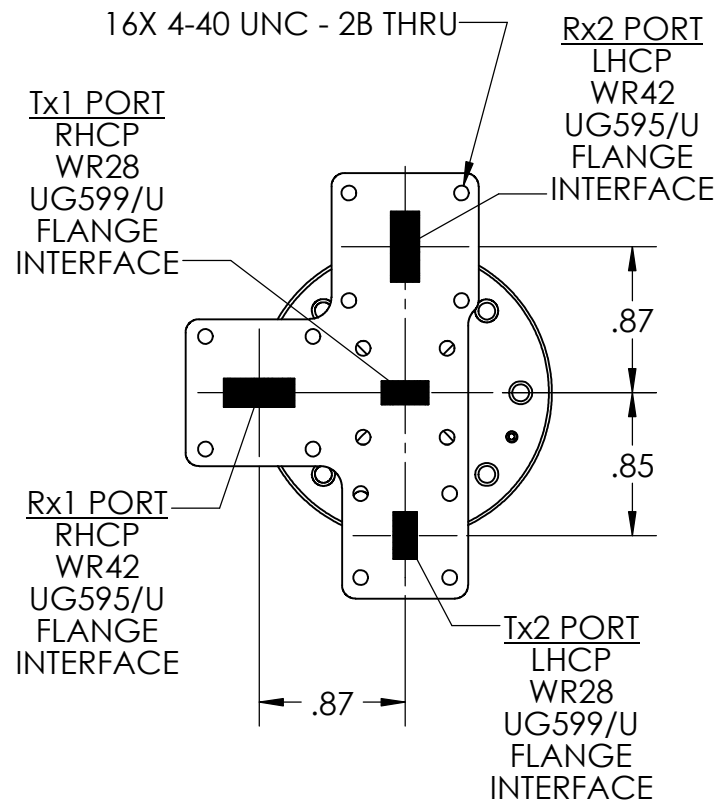 16X 4-40 UNC - 2B THRU
Rx2 PORT
LHCP
WR42
UG595/U
FLANGE
INTERFACE
Tx1 PORT
RHCP
WR28
UG599/U
FLANGE
INTERFACE
.87
.85
Rx1 PORT
RHCP
WR42
UG595/U
FLANGE
INTERFACE
Tx2 PORT
LHCP
WR28
UG599/U
FLANGE
INTERFACE
.87